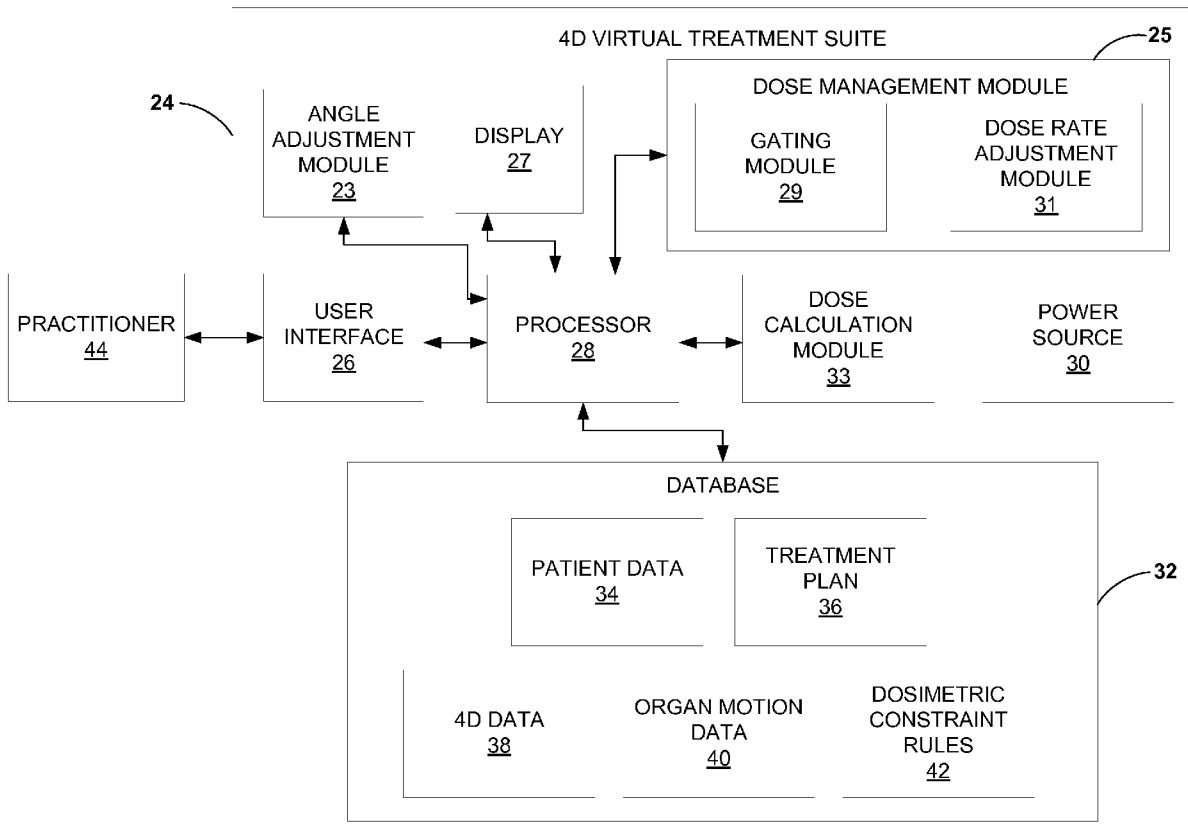 4D VIRTUAL TREATMENT SUITE
25
24
ANGLE
ADJUSTMENT
MODULE
23
DISPLAY
27
DOSE MANAGEMENT MODULE
GATING
MODULE
29
DOSE RATE
ADJUSTMENT
MODULE
31
PRACTITIONER
44
USER
INTERFACE
26
PROCESSOR
28
DOSE
CALCULATION
MODULE
33
POWER
SOURCE
30
DATABASE
32
PATIENT DATA
34
TREATMENT
PLAN
36
4D DATA
38
ORGAN MOTION
DATA
40
DOSIMETRIC
CONSTRAINT
RULES
42